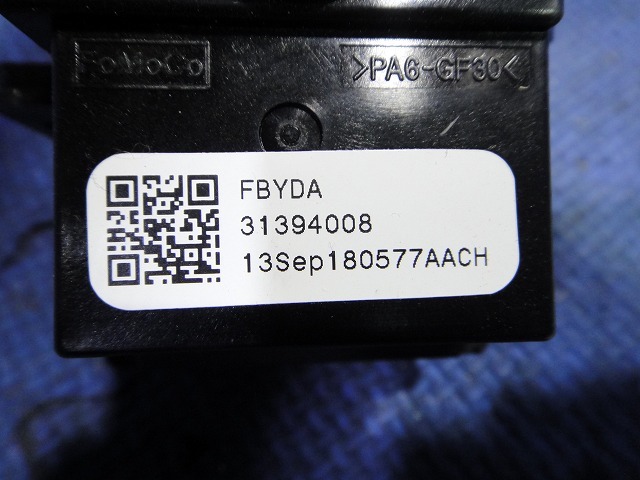 FoMoCo
>PA6-GF30<
FBYDA
31394008
13Sep180577AACH